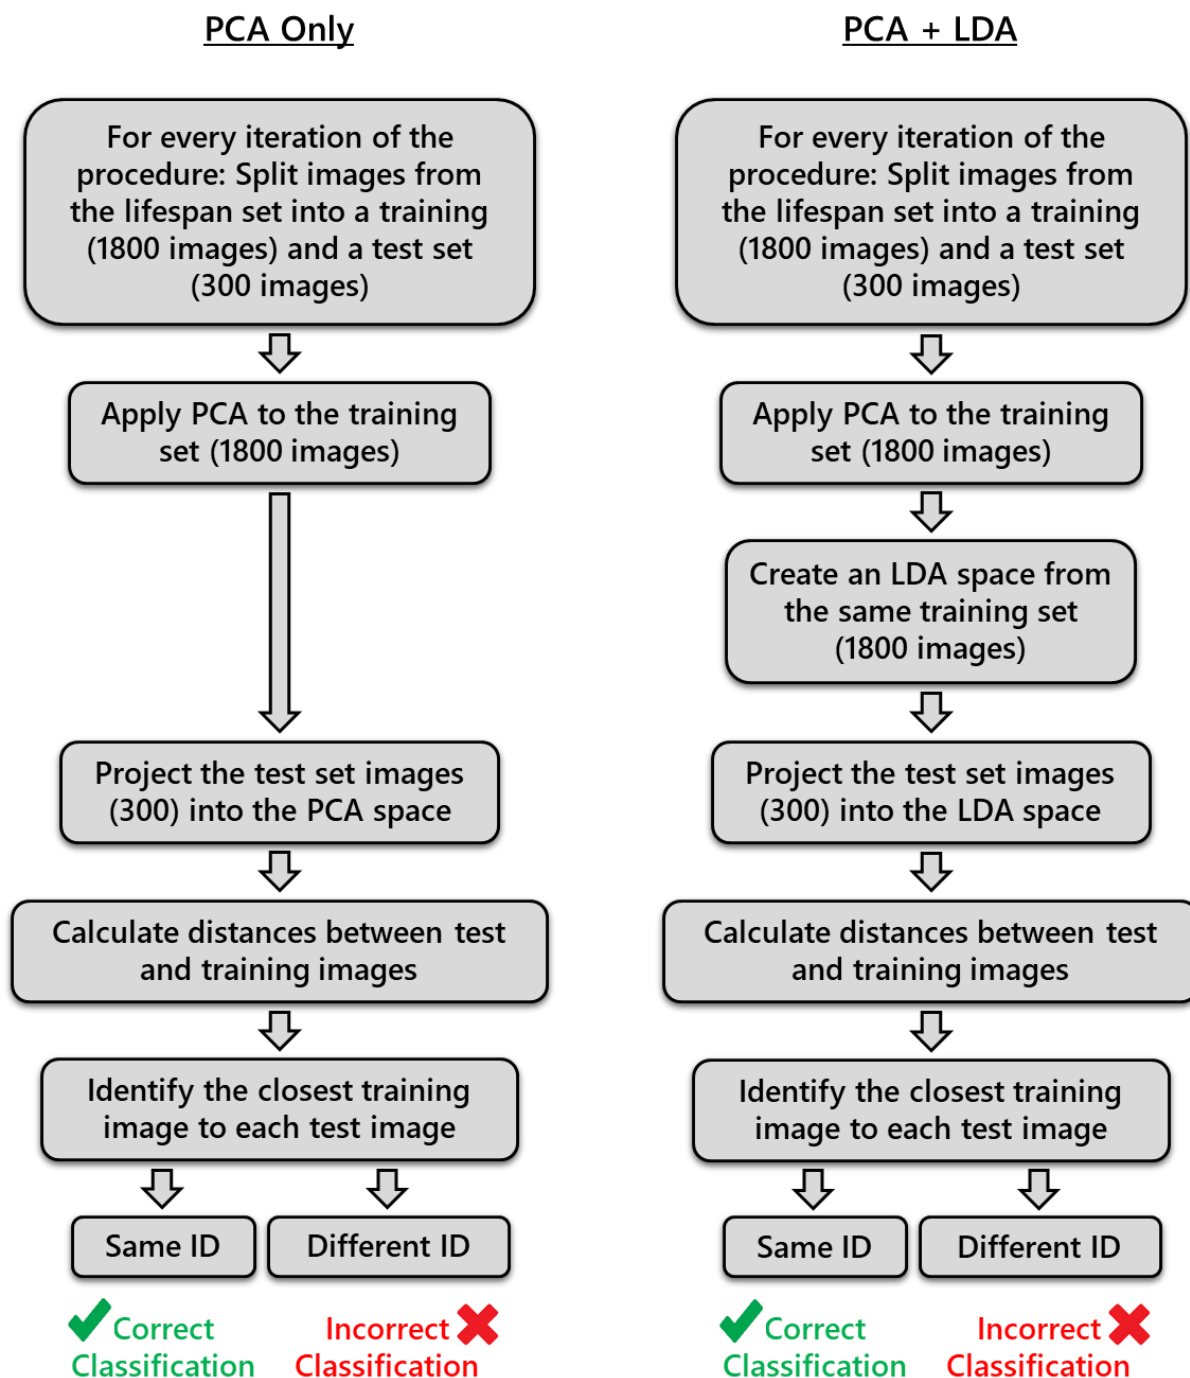 PCA Only
For every iteration of the
procedure: Split images from
the lifespan set into a training
(1800 images) and a test set
(300 images)
Apply PCA to the training
set (1800 images)
Project the test set images
(300) into the PCA space
Calculate distances between test
and training images
Identify the closest training
image to each test image
Same ID
Different ID
Correct
Classification
Incorrect
Classification
PCA + LDA
For every iteration of the
procedure: Split images from
the lifespan set into a training
(1800 images) and a test set
(300 images)
Apply PCA to the training
set (1800 images)
Create an LDA space from
the same training set
(1800 images)
Project the test set images
(300) into the LDA space
Calculate distances between test
and training images
Identify the closest training
image to each test image
Same ID
Different ID
Correct
Classification
Incorrect
Classification